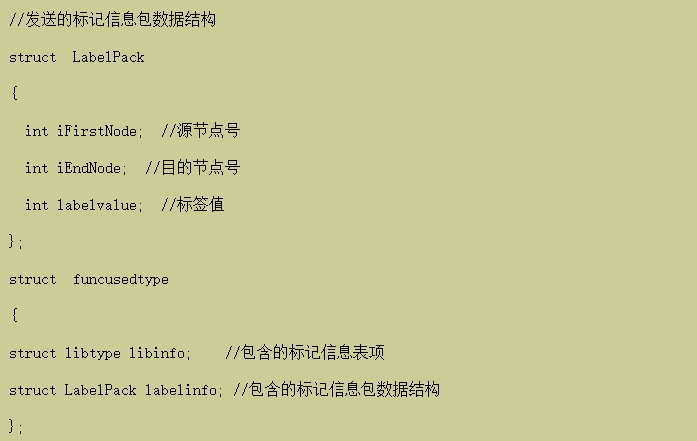 //发送的标记信息包数据结构
struct  LabelPack
{
  int iFirstNode;  //源节点号
  int iEndNode;  //目的节点号
  int labelvalue;  //标签值
};
struct  funcusedtype
{
struct libtype libinfo;    //包含的标记信息表项
struct LabelPack labelinfo; //包含的标记信息包数据结构
};